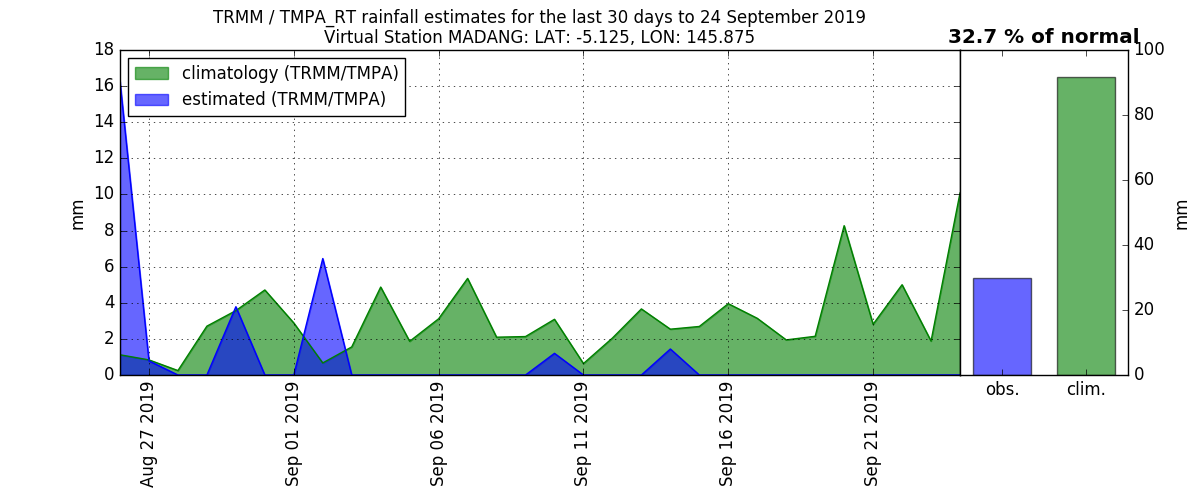 TRMM / TMPA_RT rainfall estimates for the last 30 days to 24 September 2019
Virtual Station MADANG: LAT: -5.125, LON: 145.875
32.7 % of normal
climatology (TRMM/TMPA)
estimated (TRMM/TMPA)
mm
18
16
14
12
10
8
6
4
2
0
Aug 27 2019
Sep 01 2019
Sep 06 2019
Sep 11 2019
Sep 16 2019
Sep 21 2019
100
80
60
40
20
0
mm
obs.
clim.